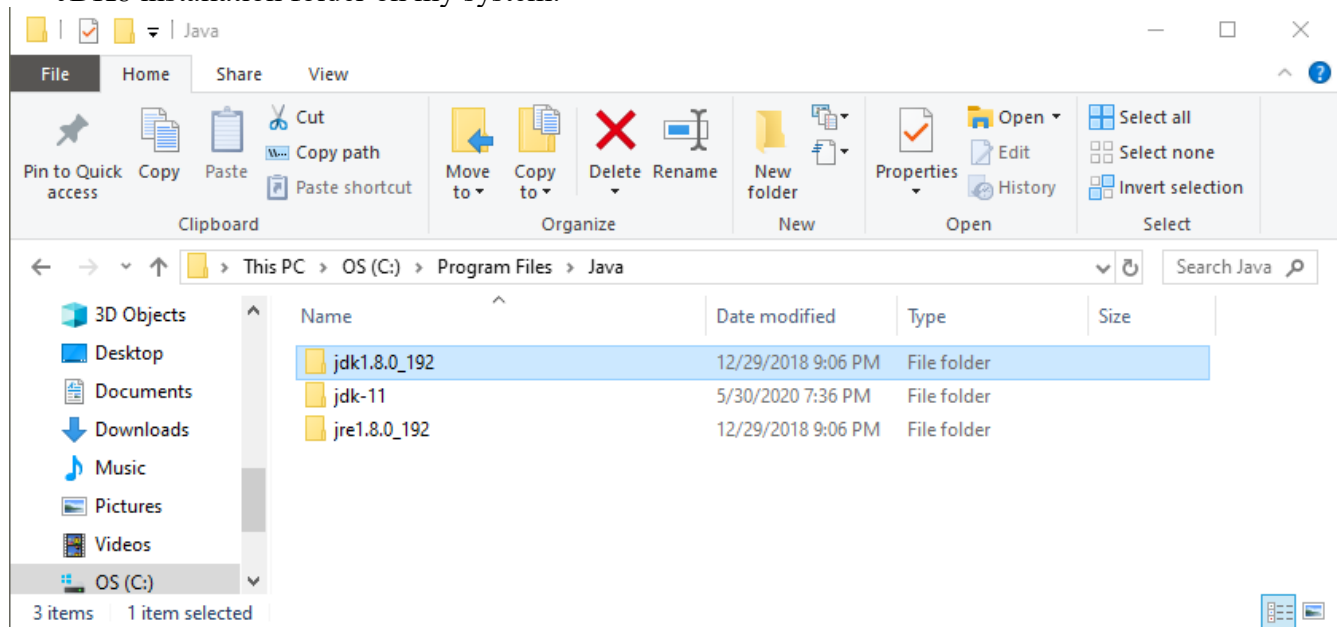 installation folder on my system.
Java
File Home Share View
Pin to Quick access
Copy
Paste
Cut
Copy path
Paste shortcut
Move to
Copy to
Delete
Rename
New folder
Properties
Open
Edit
History
Select all
Select none
Invert selection
Clipboard Organize New Open Select
This PC > OS (C:) > Program Files > Java
Search Java
3D Objects
Desktop
Documents
Downloads
Music
Pictures
Videos
OS (C:)
Name Date modified Type Size
jdk1.8.0_192 12/29/2018 9:06 PM File folder
jdk-11 5/30/2020 7:36 PM File folder
jre1.8.0_192 12/29/2018 9:06 PM File folder
3 items 1 item selected